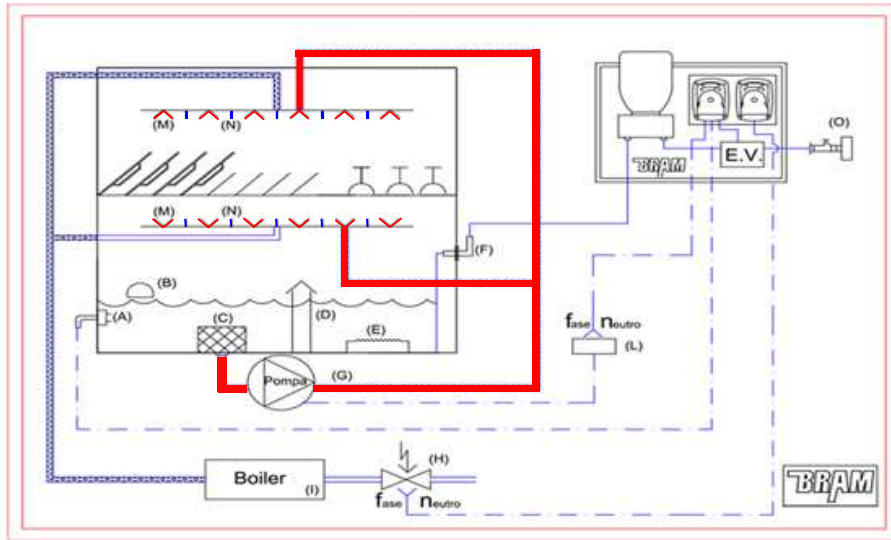 (M)
(N)
(M)
(N)
(B)
(A)
(C)
(D)
(E)
(F)
Pompa
(G)
fase neutro
(L)
E.V.
(O)
BRAM
Boiler
(I)
(H)
fase neutro
BRAM